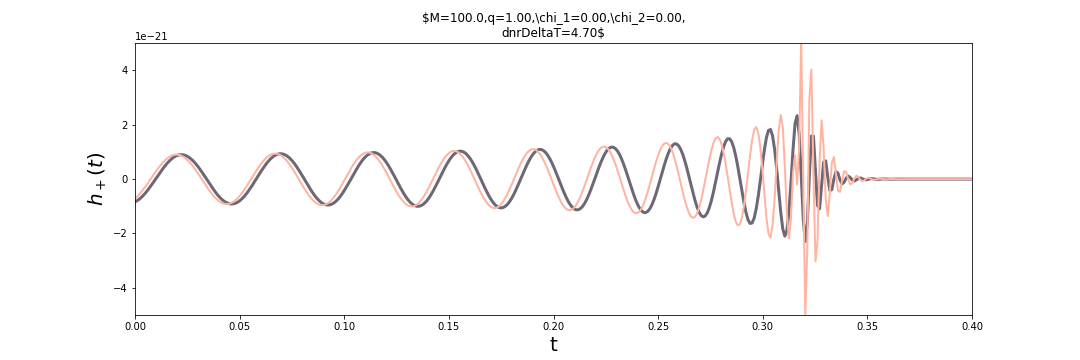 $M=100.0,q=1.00,\chi_1=0.00,\chi_2=0.00,
dnrDeltaT=4.70$
1e−21
4
2
0
−2
−4
h₊(t)
0.00 0.05 0.10 0.15 0.20 0.25 0.30 0.35 0.40
t